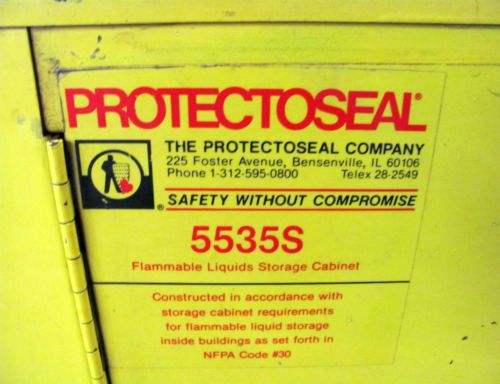 PROTECTOSEAL®
THE PROTECTOSEAL COMPANY
225 Foster Avenue, Bensenville, IL 60106
Phone 1-312-595-0800 Telex 28-2549
® SAFETY WITHOUT COMPROMISE
5535S
Flammable Liquids Storage Cabinet
Constructed in accordance with
storage cabinet requirements
for flammable liquid storage
inside buildings as set forth in
NFPA Code #30